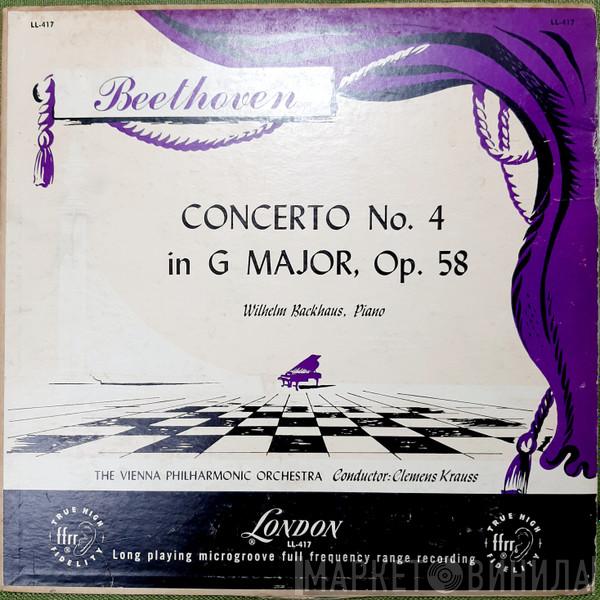 LL-417
LL-417
Beethoven
CONCERTO No. 4
in G MAJOR, Op. 58
Wilhelm Backhaus, Piano
THE VIENNA PHILHARMONIC ORCHESTRA Conductor: Clemens Krauss
TRUE HIGH
ffrr
FIDELITY
LONDON
®
LL-417
TRUE HIGH
ffrr
FIDELITY
Long playing microgroove full frequency range recording
МАРКЕТ ВИНИЛА